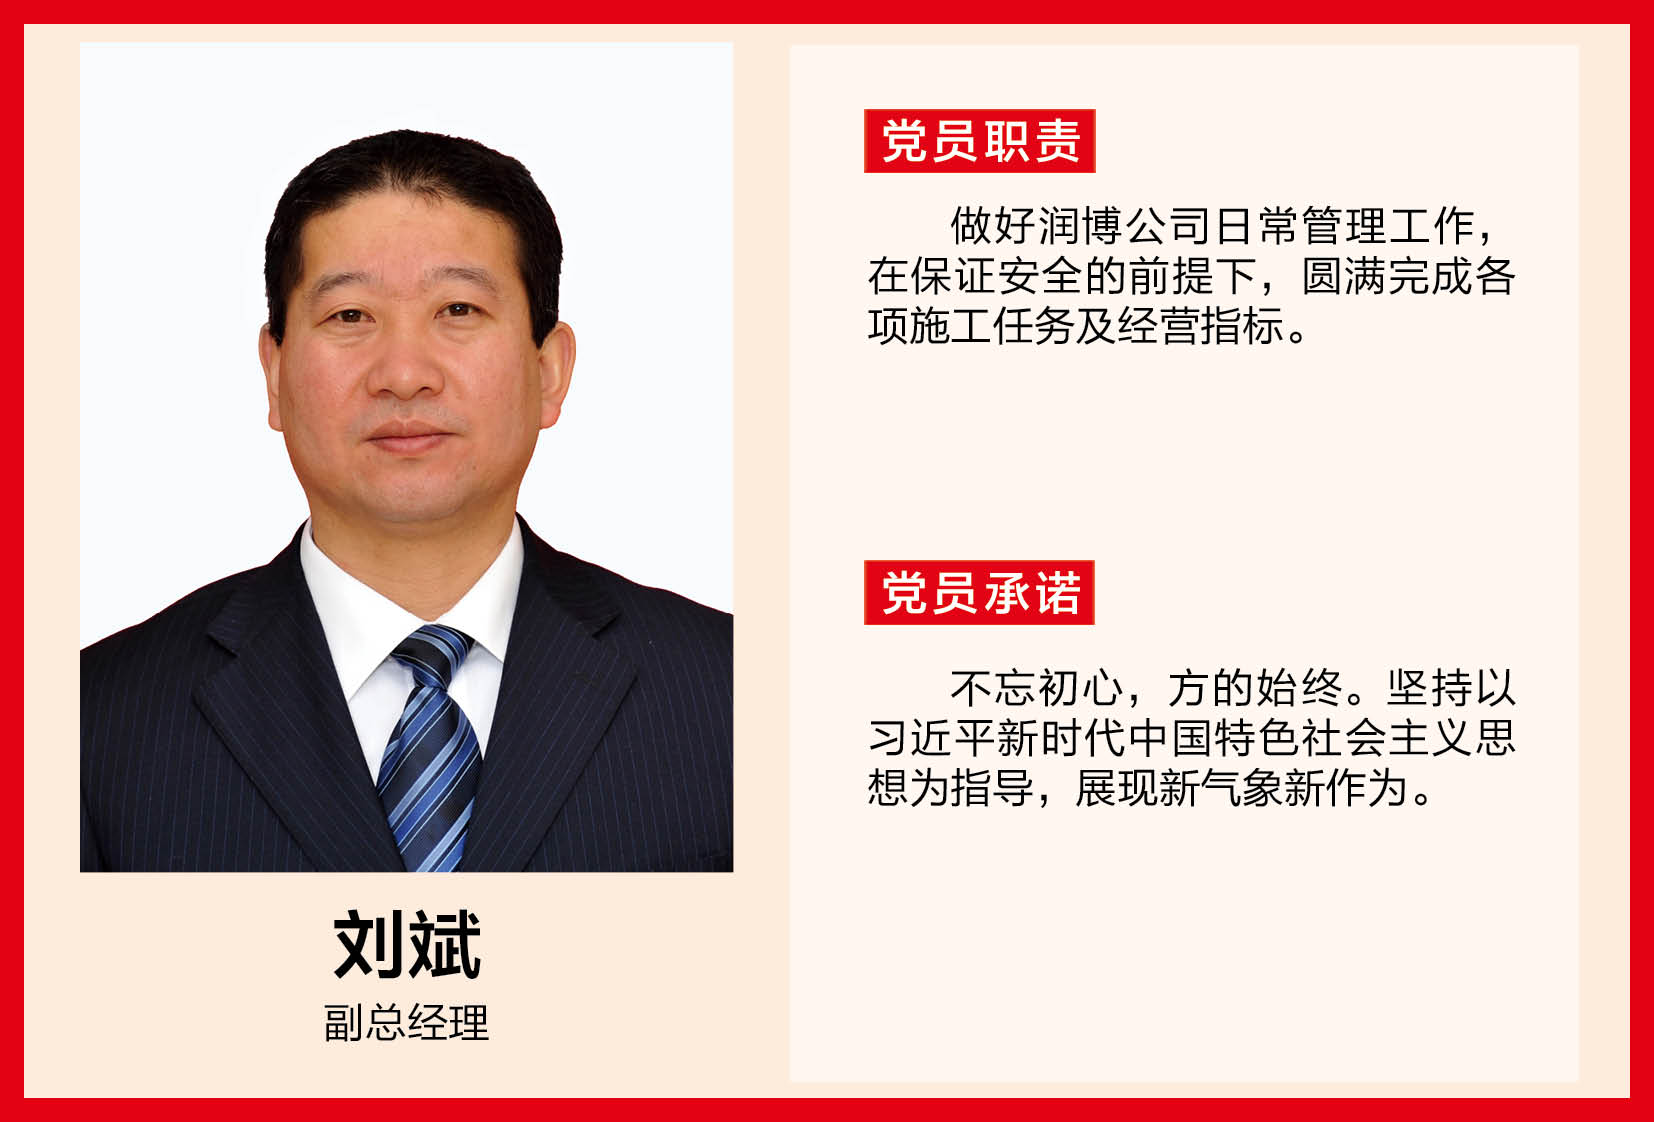 党员职责
做好润博公司日常管理工作，
在保证安全的前提下，圆满完成各
项施工任务及经营指标。
党员承诺
不忘初心，方的始终。坚持以
习近平新时代中国特色社会主义思
想为指导，展现新气象新作为。
刘斌
副总经理